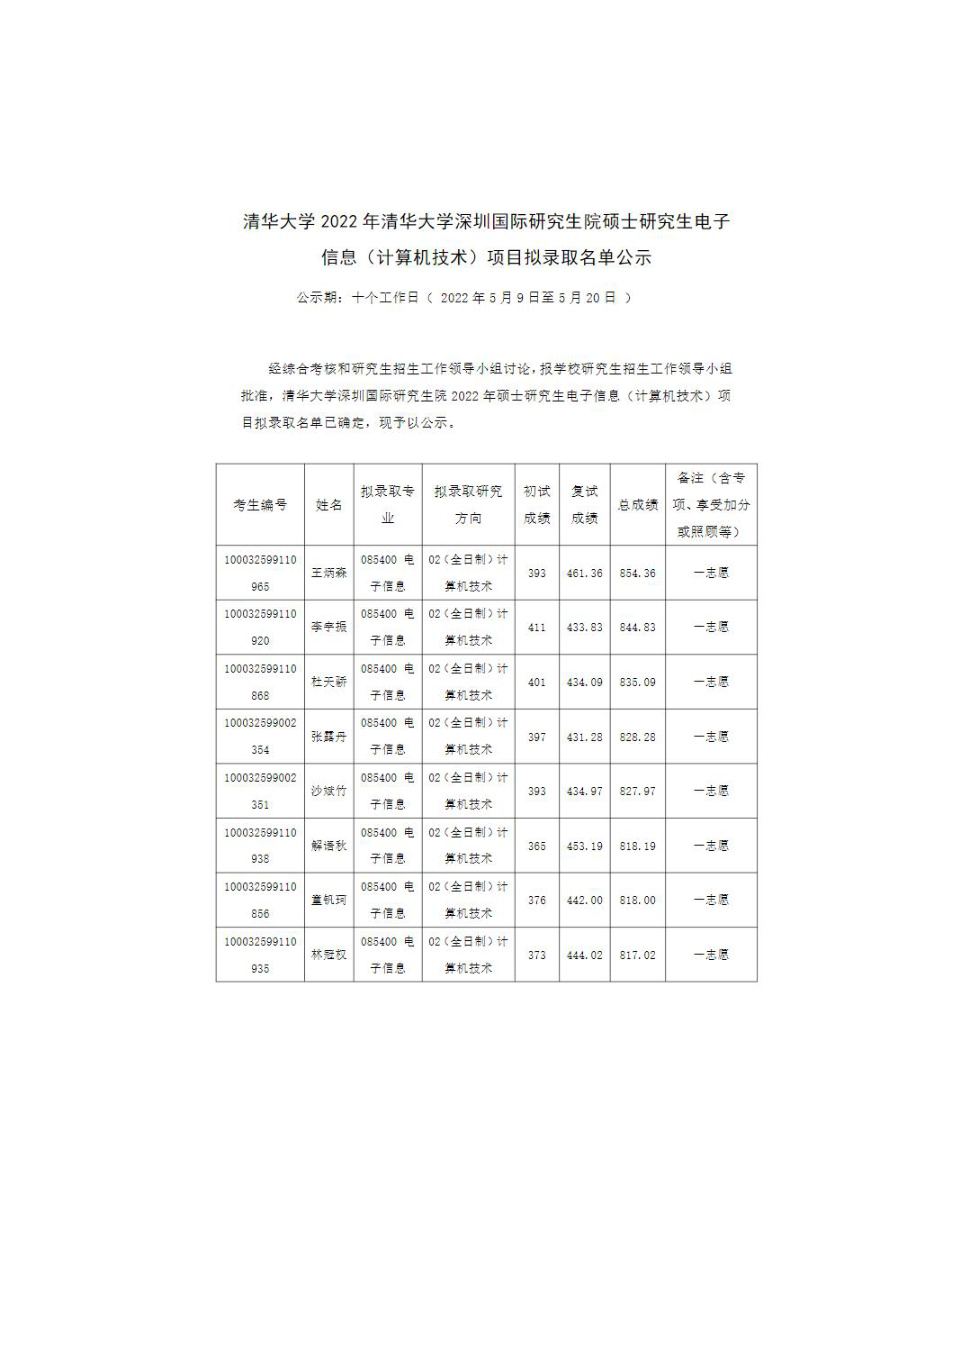 清华大学 2022 年清华大学深圳国际研究生院硕士研究生电子
信息（计算机技术）项目拟录取名单公示
公示期：十个工作日（ 2022 年 5 月 9 日至 5 月 20 日 ）
经综合考核和研究生招生工作领导小组讨论，报学校研究生招生工作领导小组
批准，清华大学深圳国际研究生院 2022 年硕士研究生电子信息（计算机技术）项
目拟录取名单已确定，现予以公示。
考生编号 姓名 拟录取专业 拟录取研究方向 初试成绩 复试成绩 总成绩 备注（含专项、享受加分或照顾等）
100032599110965 王炳森 085400 电子信息 02（全日制）计算机技术 393 461.36 854.36 一志愿
100032599110920 李宇振 085400 电子信息 02（全日制）计算机技术 411 433.83 844.83 一志愿
100032599110868 杜天骄 085400 电子信息 02（全日制）计算机技术 401 434.09 835.09 一志愿
100032599002354 张露丹 085400 电子信息 02（全日制）计算机技术 397 431.28 828.28 一志愿
100032599002351 沙斌竹 085400 电子信息 02（全日制）计算机技术 393 434.97 827.97 一志愿
100032599110938 解语秋 085400 电子信息 02（全日制）计算机技术 365 453.19 818.19 一志愿
100032599110856 童钒珂 085400 电子信息 02（全日制）计算机技术 376 442.00 818.00 一志愿
100032599110935 林冠权 085400 电子信息 02（全日制）计算机技术 373 444.02 817.02 一志愿